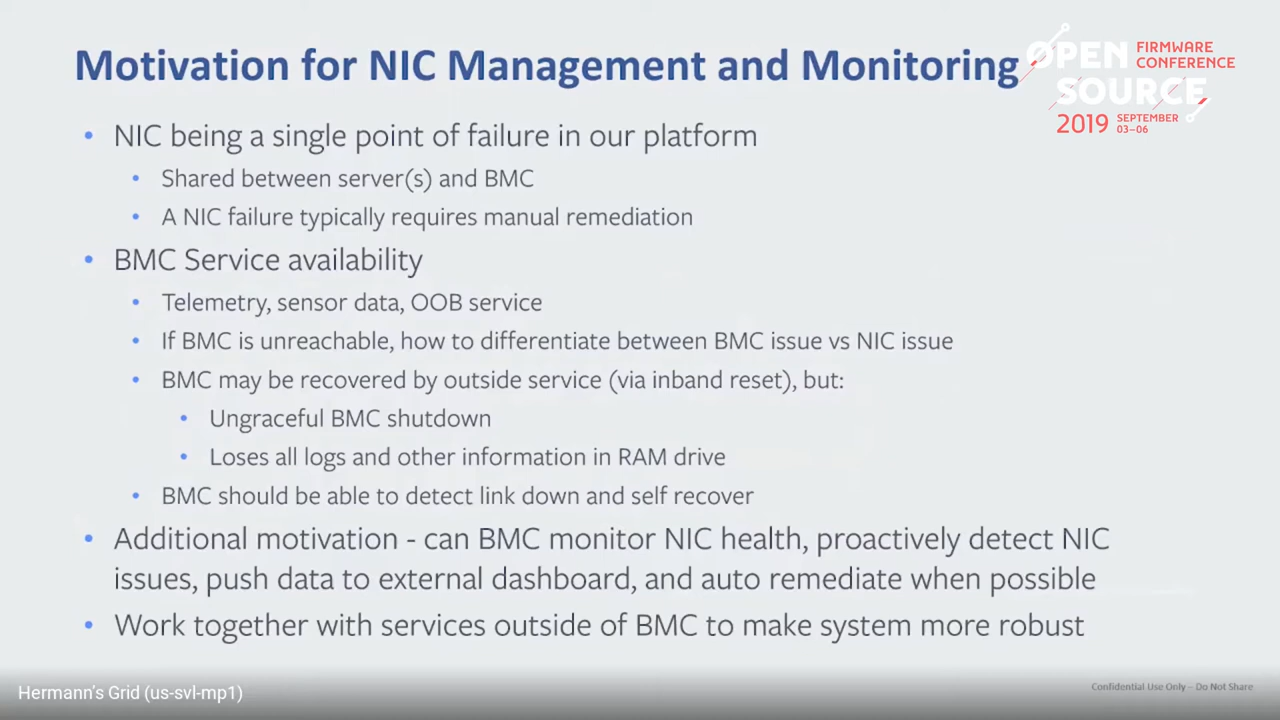 Motivation for NIC Management and Monitoring
OPEN SOURCE
FIRMWARE
CONFERENCE
2019
SEPTEMBER
03–06
• NIC being a single point of failure in our platform
• Shared between server(s) and BMC
• A NIC failure typically requires manual remediation
• BMC Service availability
• Telemetry, sensor data, OOB service
• If BMC is unreachable, how to differentiate between BMC issue vs NIC issue
• BMC may be recovered by outside service (via inband reset), but:
• Ungraceful BMC shutdown
• Loses all logs and other information in RAM drive
• BMC should be able to detect link down and self recover
• Additional motivation - can BMC monitor NIC health, proactively detect NIC
issues, push data to external dashboard, and auto remediate when possible
• Work together with services outside of BMC to make system more robust
Hermann's Grid (us-svl-mp1)
Confidential Use Only – Do Not Share